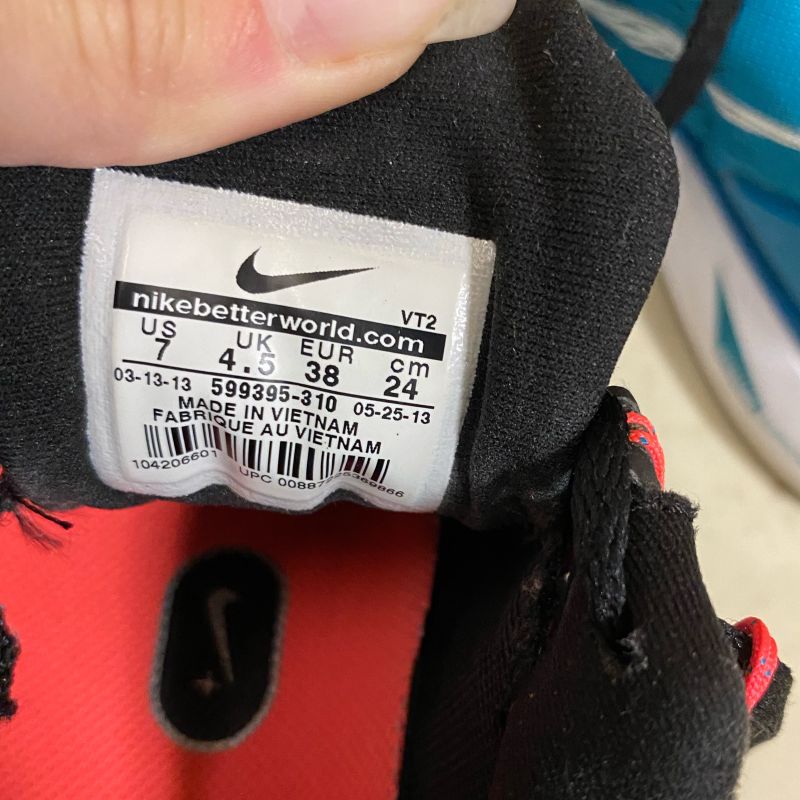 nikebetterworld.com VT2
US UK EUR cm
7 4.5 38 24
03-13-13 599395-310 05-25-13
MADE IN VIETNAM
FABRIQUE AU VIETNAM
104206601 UPC